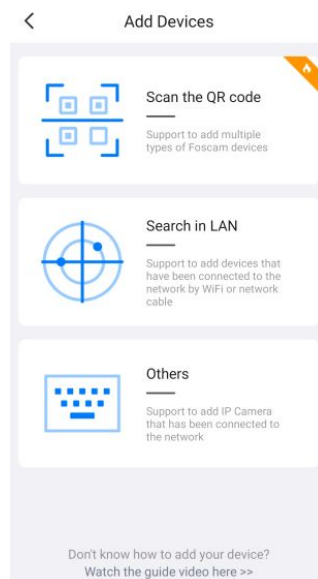 Add Devices
Scan the QR code
Support to add multiple
types of Foscam devices
Search in LAN
Support to add devices that
have been connected to the
network by WiFi or network
cable
Others
Support to add IP Camera
that has been connected to
the network
Don't know how to add your device?
Watch the guide video here >>